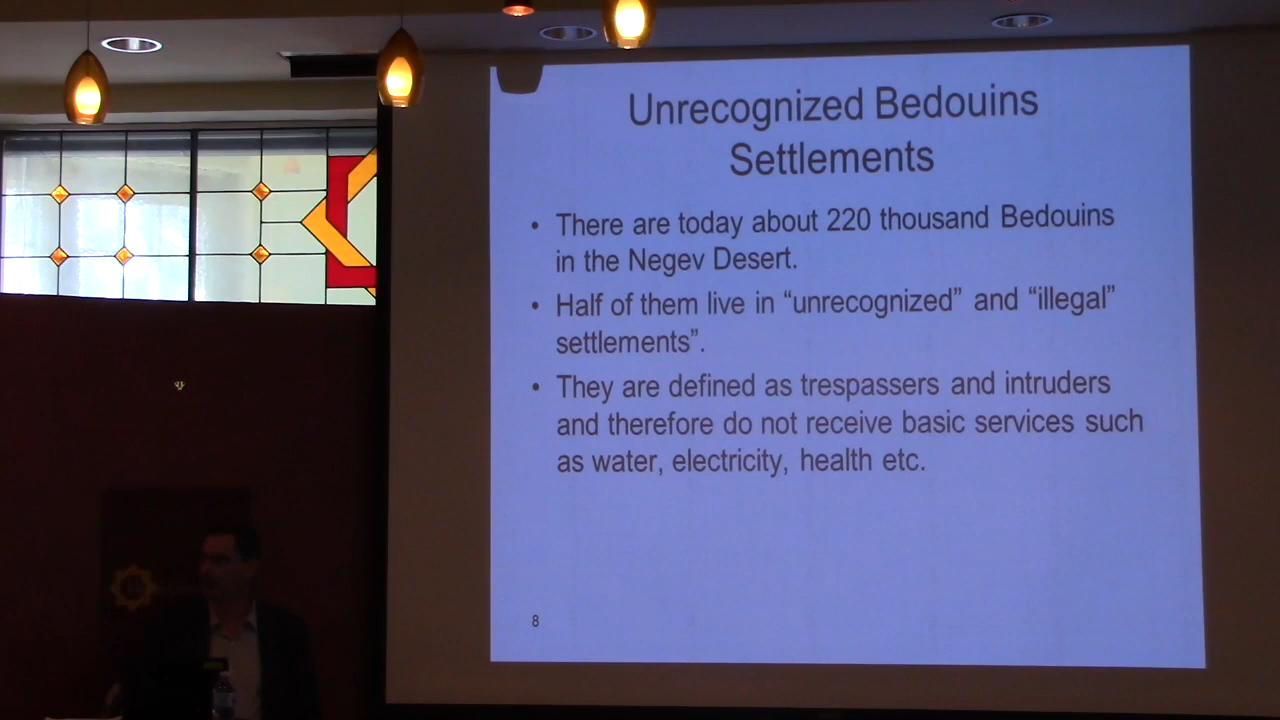 Unrecognized Bedouins
Settlements
• There are today about 220 thousand Bedouins
in the Negev Desert.
• Half of them live in “unrecognized” and “illegal”
settlements”.
• They are defined as trespassers and intruders
and therefore do not receive basic services such
as water, electricity, health etc.
8